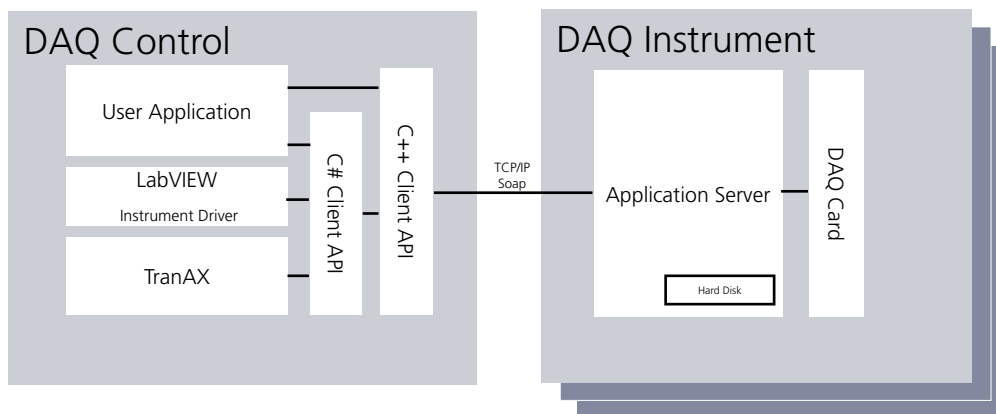 DAQ Control
User Application
LabVIEW
Instrument Driver
TranAX
C# Client API
C++ Client API
TCP/IP
Soap
DAQ Instrument
Application Server
Hard Disk
DAQ Card